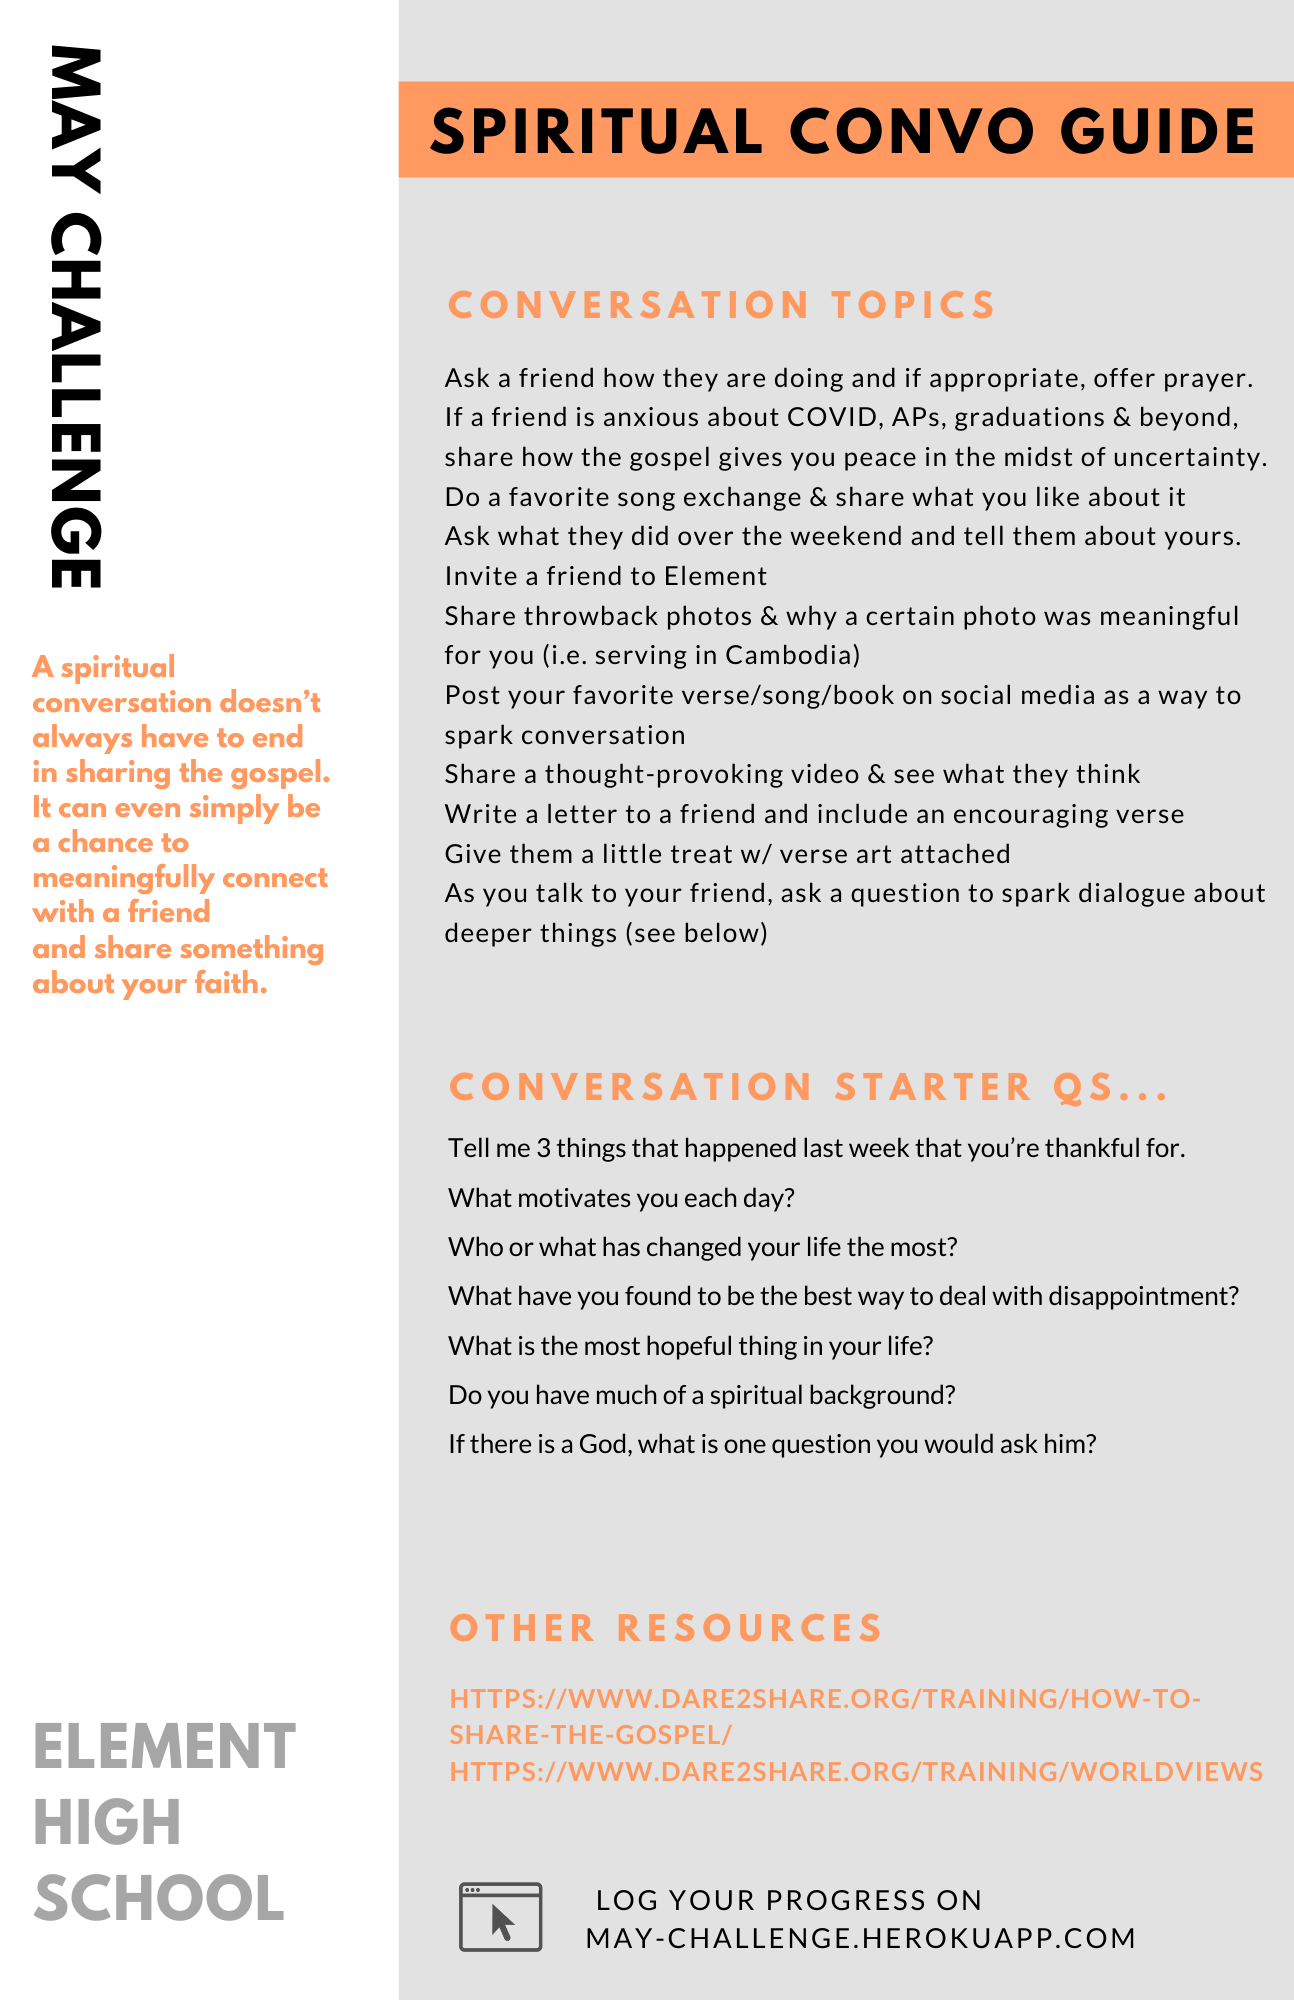 MAY CHALLENGE
A spiritual
conversation doesn’t
always have to end
in sharing the gospel.
It can even simply be
a chance to
meaningfully connect
with a friend
and share something
about your faith.
ELEMENT
HIGH
SCHOOL
SPIRITUAL CONVO GUIDE
CONVERSATION TOPICS
Ask a friend how they are doing and if appropriate, offer prayer.
If a friend is anxious about COVID, APs, graduations & beyond,
share how the gospel gives you peace in the midst of uncertainty.
Do a favorite song exchange & share what you like about it
Ask what they did over the weekend and tell them about yours.
Invite a friend to Element
Share throwback photos & why a certain photo was meaningful
for you (i.e. serving in Cambodia)
Post your favorite verse/song/book on social media as a way to
spark conversation
Share a thought-provoking video & see what they think
Write a letter to a friend and include an encouraging verse
Give them a little treat w/ verse art attached
As you talk to your friend, ask a question to spark dialogue about
deeper things (see below)
CONVERSATION STARTER QS...
Tell me 3 things that happened last week that you’re thankful for.
What motivates you each day?
Who or what has changed your life the most?
What have you found to be the best way to deal with disappointment?
What is the most hopeful thing in your life?
Do you have much of a spiritual background?
If there is a God, what is one question you would ask him?
OTHER RESOURCES
HTTPS://WWW.DARE2SHARE.ORG/TRAINING/HOW-TO-
SHARE-THE-GOSPEL/
HTTPS://WWW.DARE2SHARE.ORG/TRAINING/WORLDVIEWS
LOG YOUR PROGRESS ON
MAY-CHALLENGE.HEROKUAPP.COM